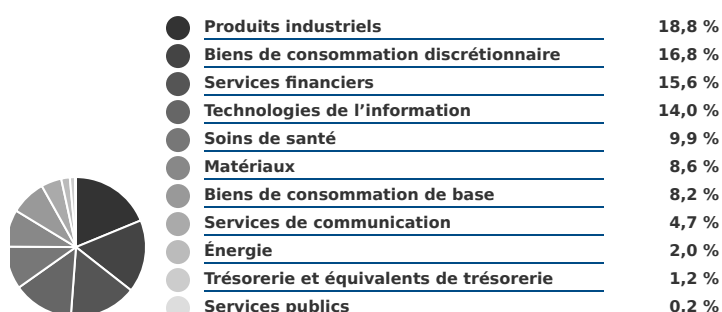 Produits industriels 18,8 %
Biens de consommation discrétionnaire 16,8 %
Services financiers 15,6 %
Technologies de l’information 14,0 %
Soins de santé 9,9 %
Matériaux 8,6 %
Biens de consommation de base 8,2 %
Services de communication 4,7 %
Énergie 2,0 %
Trésorerie et équivalents de trésorerie 1,2 %
Services publics 0,2 %